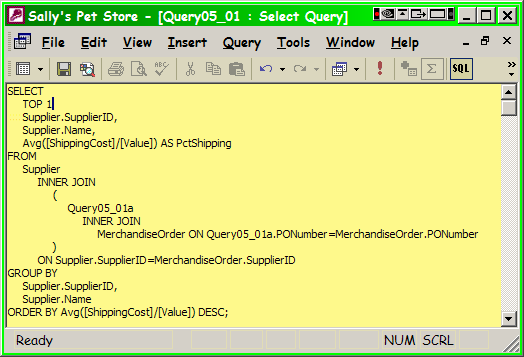 Sally's Pet Store - [Query05_01 : Select Query]
File Edit View Insert Query Tools Window Help
SQL
SELECT
TOP 1
Supplier.SupplierID,
Supplier.Name,
Avg([ShippingCost]/[Value]) AS PctShipping
FROM
Supplier
INNER JOIN
(
Query05_01a
INNER JOIN
MerchandiseOrder ON Query05_01a.PONumber=MerchandiseOrder.PONumber
)
ON Supplier.SupplierID=MerchandiseOrder.SupplierID
GROUP BY
Supplier.SupplierID,
Supplier.Name
ORDER BY Avg([ShippingCost]/[Value]) DESC;
Ready NUM SCRL